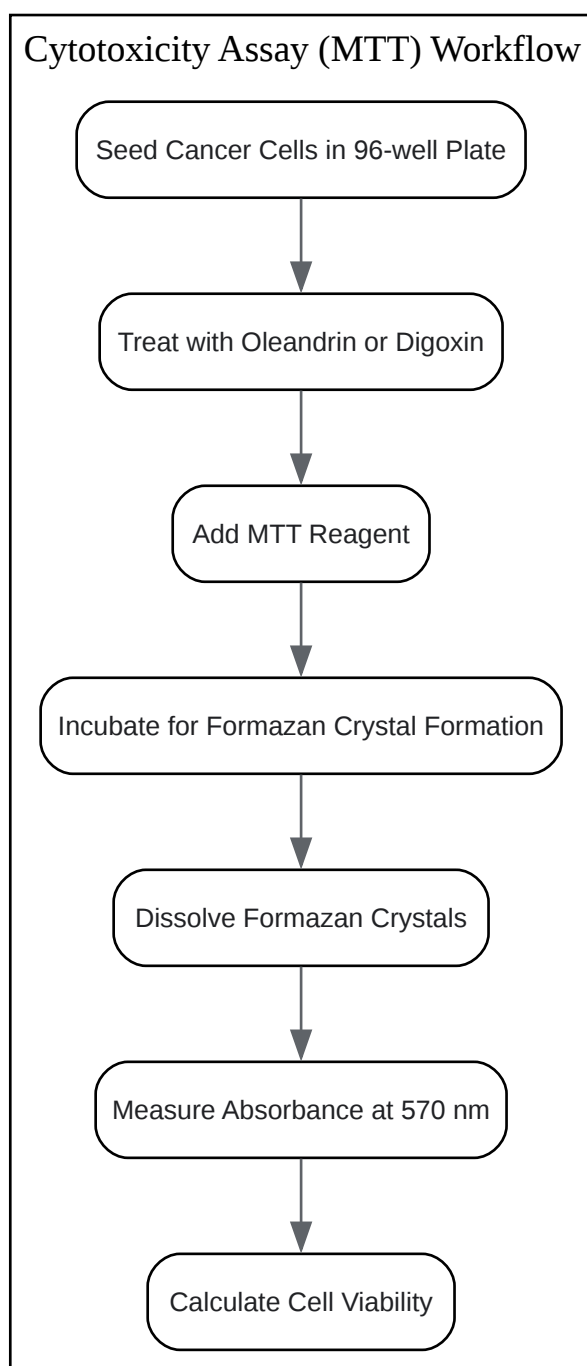 Cytotoxicity Assay (MTT) Workflow
Seed Cancer Cells in 96-well Plate
Treat with Oleandrin or Digoxin
Add MTT Reagent
Incubate for Formazan Crystal Formation
Dissolve Formazan Crystals
Measure Absorbance at 570 nm
Calculate Cell Viability